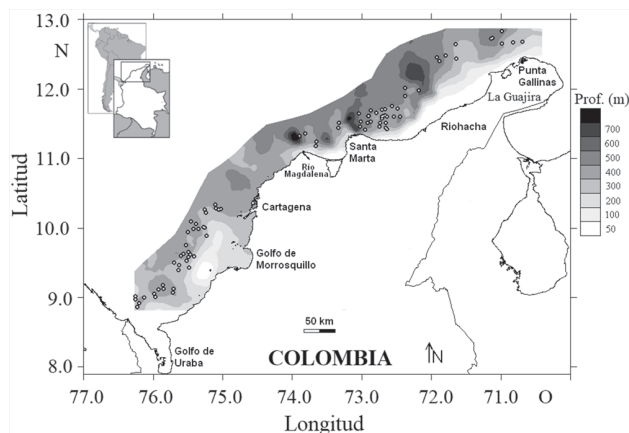 13.0
N
12.0
11.0
10.0
9.0
8.0
Latitud
Punta
Gallinas
La Guajira
Riohacha
Santa
Marta
Río
Magdalena
Cartagena
Golfo de
Morrosquillo
Golfo de
Uraba
50 km
COLOMBIA
N
Prof. (m)
700
600
500
400
300
200
100
50
77.0
76.0
75.0
74.0
73.0
72.0
71.0
O
Longitud